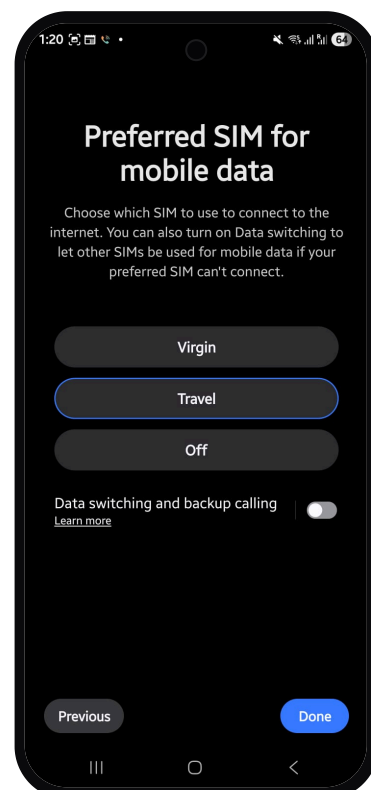 1:20
64
Preferred SIM for
mobile data
Choose which SIM to use to connect to the
internet. You can also turn on Data switching to
let other SIMs be used for mobile data if your
preferred SIM can't connect.
Virgin
Travel
Off
Data switching and backup calling
Learn more
Previous
Done